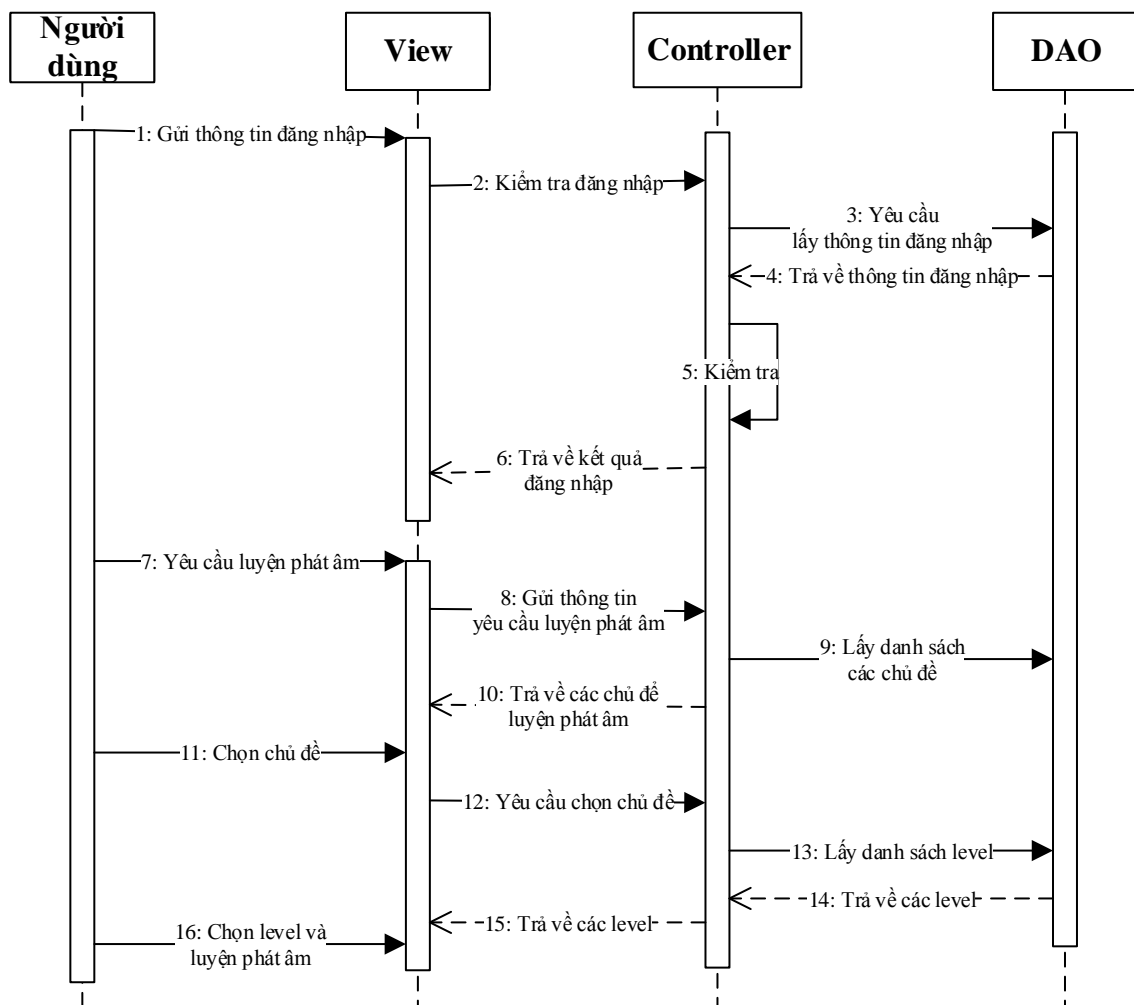 Người
dùng
View
Controller
DAO
1: Gửi thông tin đăng nhập
2: Kiểm tra đăng nhập
3: Yêu cầu
lấy thông tin đăng nhập
4: Trả về thông tin đăng nhập
5: Kiểm tra
6: Trả về kết quả
đăng nhập
7: Yêu cầu luyện phát âm
8: Gửi thông tin
yêu cầu luyện phát âm
9: Lấy danh sách
các chủ đề
10: Trả về các chủ để
luyện phát âm
11: Chọn chủ đề
12: Yêu cầu chọn chủ đề
13: Lấy danh sách level
14: Trả về các level
15: Trả về các level
16: Chọn level và
luyện phát âm